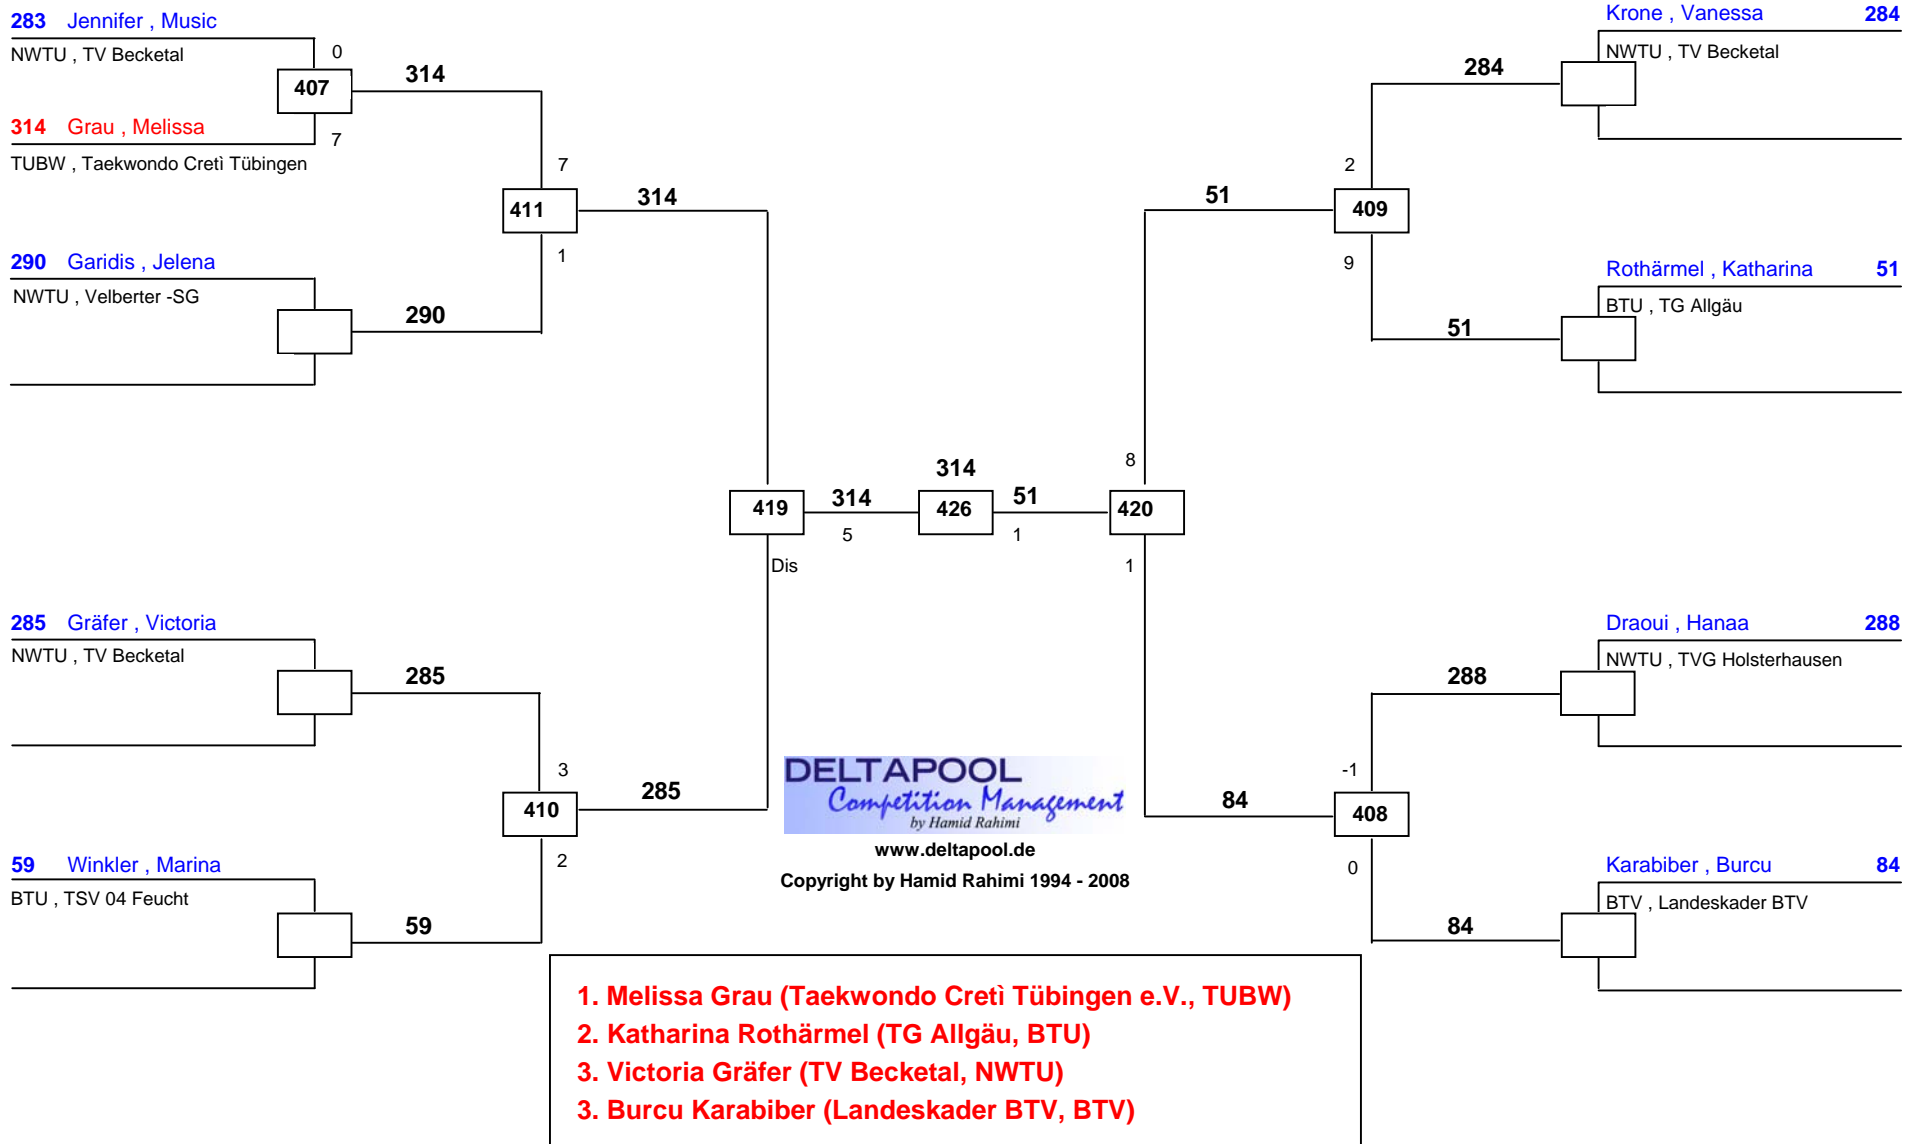 283 Jennifer , Music
NWTU , TV Becketal
0
407
314
314 Grau , Melissa
7
TUBW , Taekwondo Cretì Tübingen
7
411
314
1
290 Garidis , Jelena
NWTU , Velberter -SG
290
Krone , Vanessa 284
NWTU , TV Becketal
284
2
51
409
9
Rothärmel , Katharina 51
BTU , TG Allgäu
51
8
314
419
314
426
51
420
5
1
Dis
1
285 Gräfer , Victoria
NWTU , TV Becketal
285
3
410
285
2
59 Winkler , Marina
BTU , TSV 04 Feucht
59
Draoui , Hanaa 288
NWTU , TVG Holsterhausen
288
-1
84
408
0
Karabiber , Burcu 84
BTV , Landeskader BTV
84
DELTAPOOL
Competition Management
by Hamid Rahimi
www.deltapool.de
Copyright by Hamid Rahimi 1994 - 2008
1. Melissa Grau (Taekwondo Cretì Tübingen e.V., TUBW)
2. Katharina Rothärmel (TG Allgäu, BTU)
3. Victoria Gräfer (TV Becketal, NWTU)
3. Burcu Karabiber (Landeskader BTV, BTV)